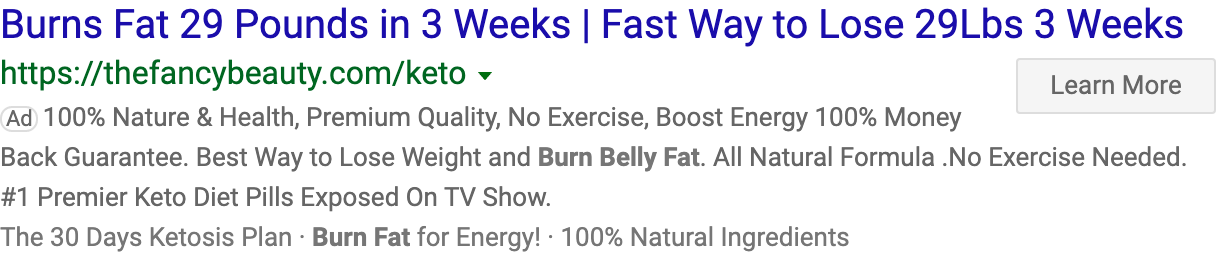 Burns Fat 29 Pounds in 3 Weeks | Fast Way to Lose 29Lbs 3 Weeks
https://thefancybeauty.com/keto
Learn More
Ad 100% Nature & Health, Premium Quality, No Exercise, Boost Energy 100% Money
Back Guarantee. Best Way to Lose Weight and Burn Belly Fat. All Natural Formula .No Exercise Needed.
#1 Premier Keto Diet Pills Exposed On TV Show.
The 30 Days Ketosis Plan · Burn Fat for Energy! · 100% Natural Ingredients